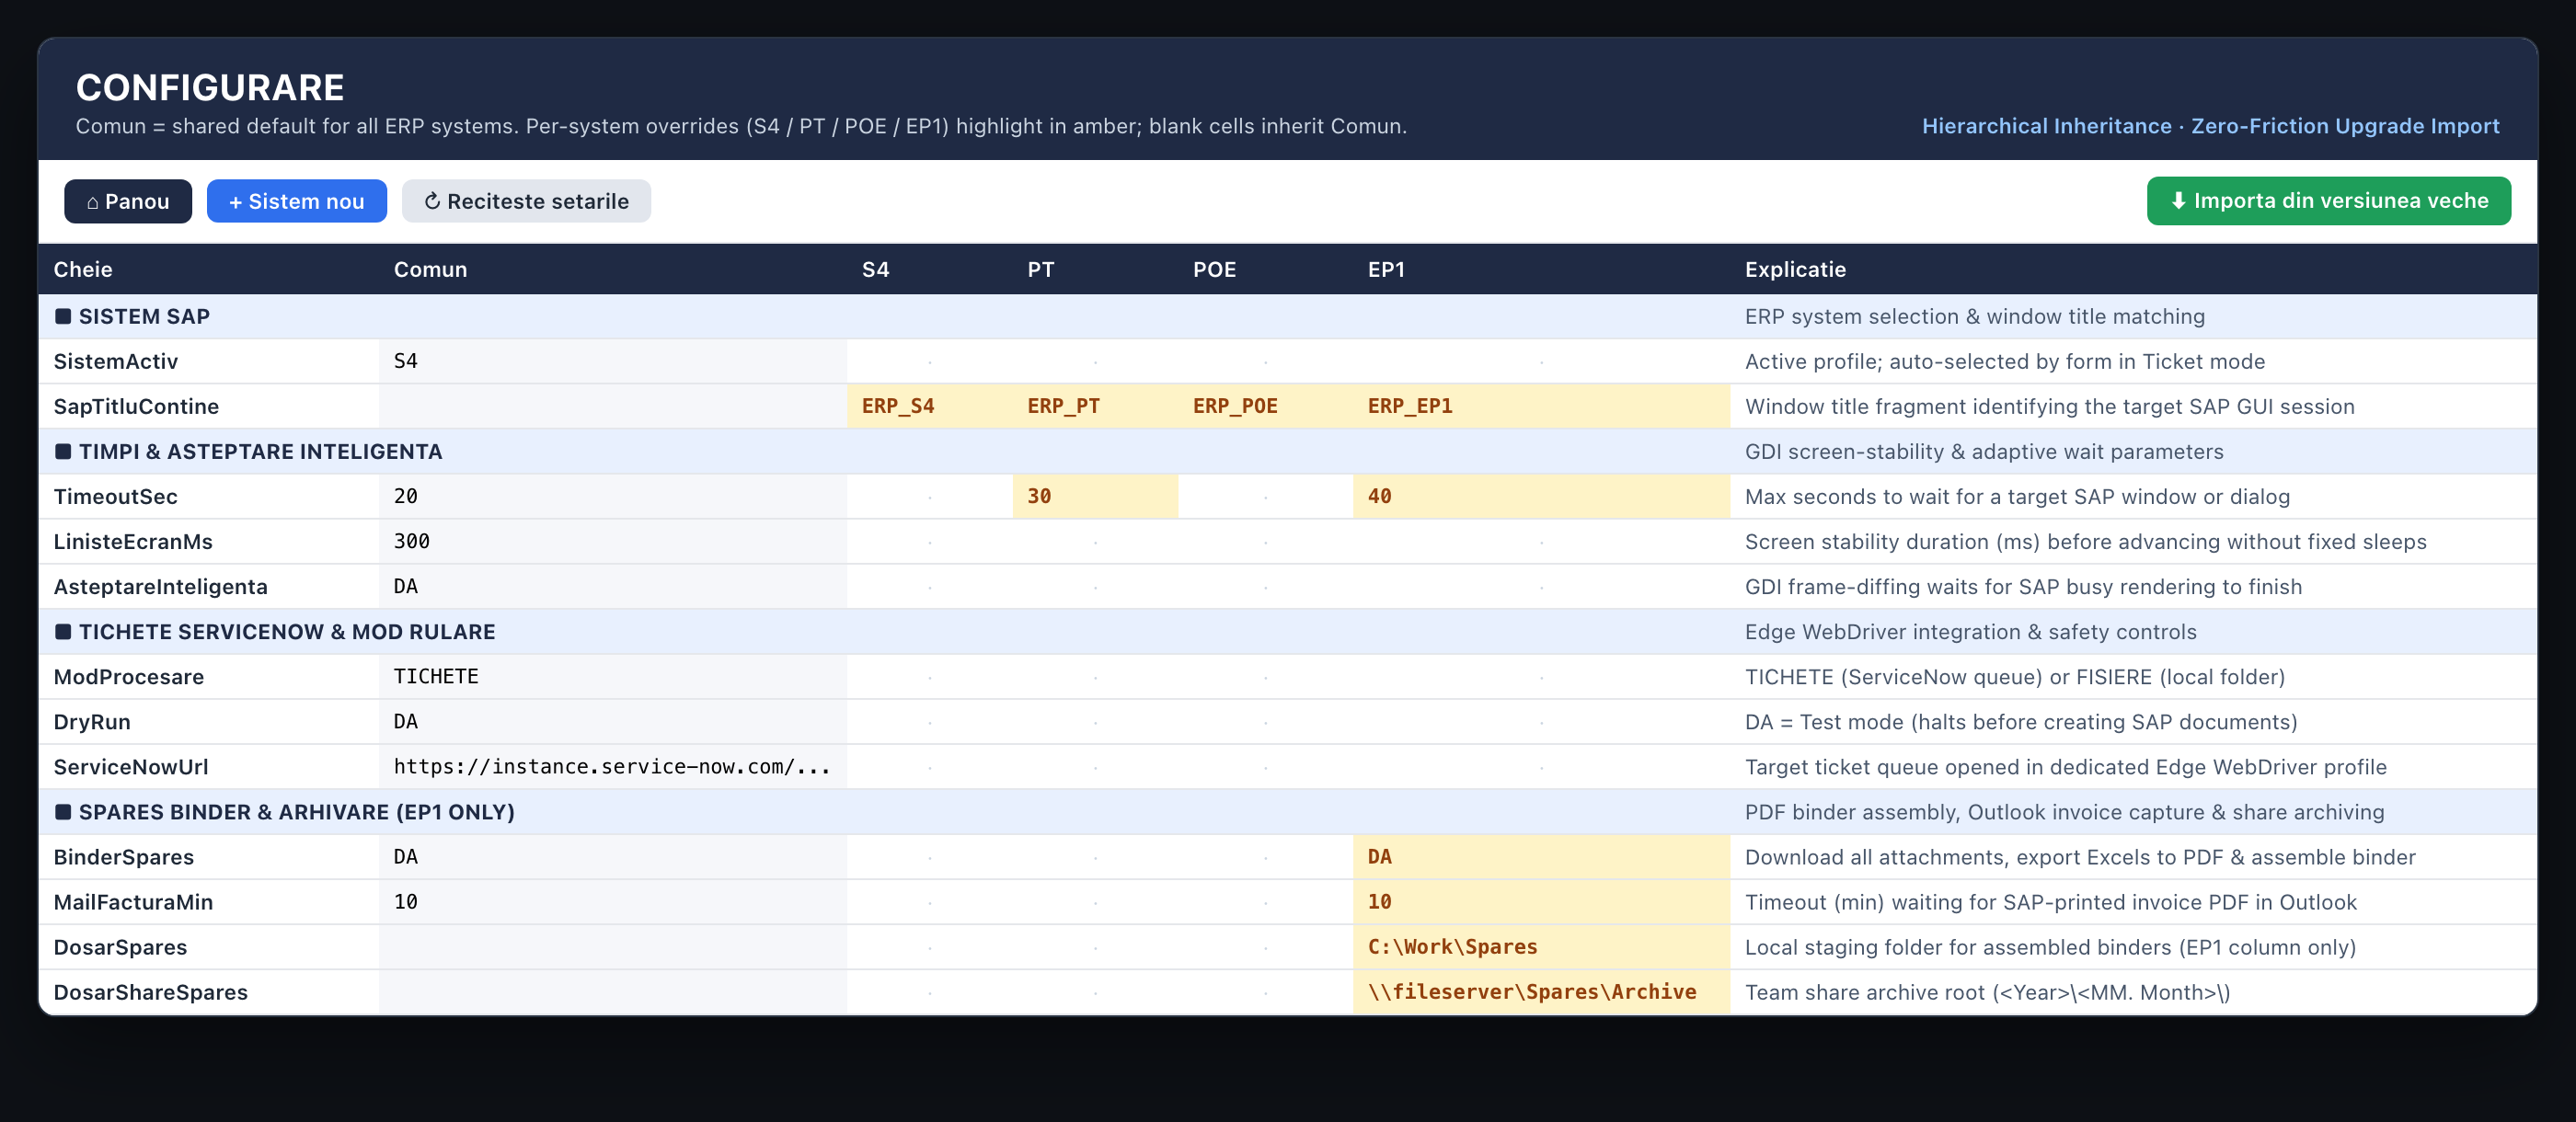 CONFIGURARE
Comun = shared default for all ERP systems. Per-system overrides (S4 / PT / POE / EP1) highlight in amber; blank cells inherit Comun.
Hierarchical Inheritance · Zero-Friction Upgrade Import
⌂ Panou
+ Sistem nou
↻ Reciteste setarile
⬇ Importa din versiunea veche
Cheie Comun S4 PT POE EP1 Explicatie
■ SISTEM SAP ERP system selection & window title matching
SistemActiv S4 · · · · Active profile; auto-selected by form in Ticket mode
SapTitluContine ERP_S4 ERP_PT ERP_POE ERP_EP1 Window title fragment identifying the target SAP GUI session
■ TIMPI & ASTEPTARE INTELIGENTA GDI screen-stability & adaptive wait parameters
TimeoutSec 20 · 30 · 40 Max seconds to wait for a target SAP window or dialog
LinisteEcranMs 300 · · · · Screen stability duration (ms) before advancing without fixed sleeps
AsteptareInteligenta DA · · · · GDI frame-diffing waits for SAP busy rendering to finish
■ TICHETE SERVICENOW & MOD RULARE Edge WebDriver integration & safety controls
ModProcesare TICHETE · · · · TICHETE (ServiceNow queue) or FISIERE (local folder)
DryRun DA · · · · DA = Test mode (halts before creating SAP documents)
ServiceNowUrl https://instance.service-now.com/... · · · · Target ticket queue opened in dedicated Edge WebDriver profile
■ SPARES BINDER & ARHIVARE (EP1 ONLY) PDF binder assembly, Outlook invoice capture & share archiving
BinderSpares DA · · · DA Download all attachments, export Excels to PDF & assemble binder
MailFacturaMin 10 · · · 10 Timeout (min) waiting for SAP-printed invoice PDF in Outlook
DosarSpares · · · C:\Work\Spares Local staging folder for assembled binders (EP1 column only)
DosarShareSpares · · · \\fileserver\Spares\Archive Team share archive root (<Year>\<MM. Month>\)